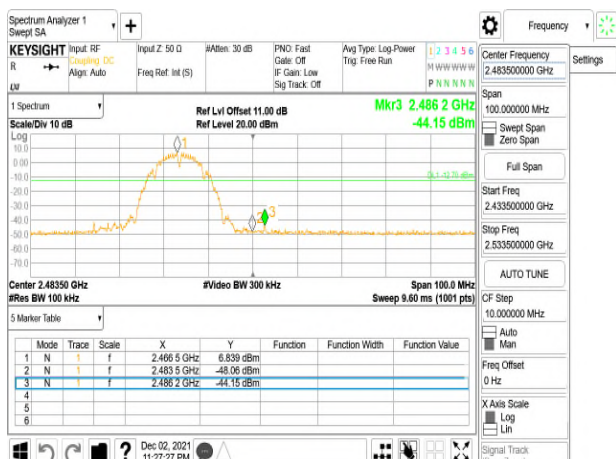 Spectrum Analyzer 1
Swept SA
Frequency
KEYSIGHT
R
Input: RF
Coupling: DC
Align: Auto
Input Z: 50 Ω
Freq Ref: Int (S)
#Atten: 30 dB
PNO: Fast
Gate: Off
IF Gain: Low
Sig Track: Off
Avg Type: Log-Power
Trig: Free Run
1 2 3 4 5 6
M W W W W W
P N N N N N
Settings
Center Frequency
2.483500000 GHz
Span
100.000000 MHz
Swept Span
Zero Span
Full Span
Start Freq
2.433500000 GHz
Stop Freq
2.533500000 GHz
AUTO TUNE
CF Step
10.000000 MHz
Auto
Man
Freq Offset
0 Hz
X Axis Scale
Log
Lin
Signal Track
1 Spectrum
Scale/Div 10 dB
Ref Lvl Offset 11.00 dB
Ref Level 20.00 dBm
Mkr3 2.486 2 GHz
-44.15 dBm
Log
10.0
0.00
-10.0
-20.0
-30.0
-40.0
-50.0
-60.0
-70.0
1
2
3
Center 2.48350 GHz
#Res BW 100 kHz
#Video BW 300 kHz
Span 100.0 MHz
Sweep 9.60 ms (1001 pts)
5 Marker Table
Mode Trace Scale X Y Function Function Width Function Value
1 N 1 f 2.466 5 GHz 6.839 dBm
2 N 1 f 2.483 5 GHz -48.06 dBm
3 N 1 f 2.486 2 GHz -44.15 dBm
4
5
6
?
Dec 02, 2021
11:27:27 PM